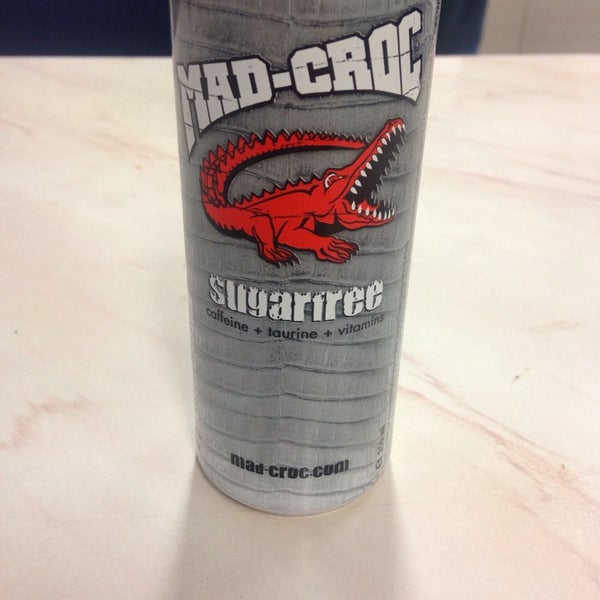 MAD-CROC
Sugarfree
caffeine + taurine + vitamins
mad-croc.com